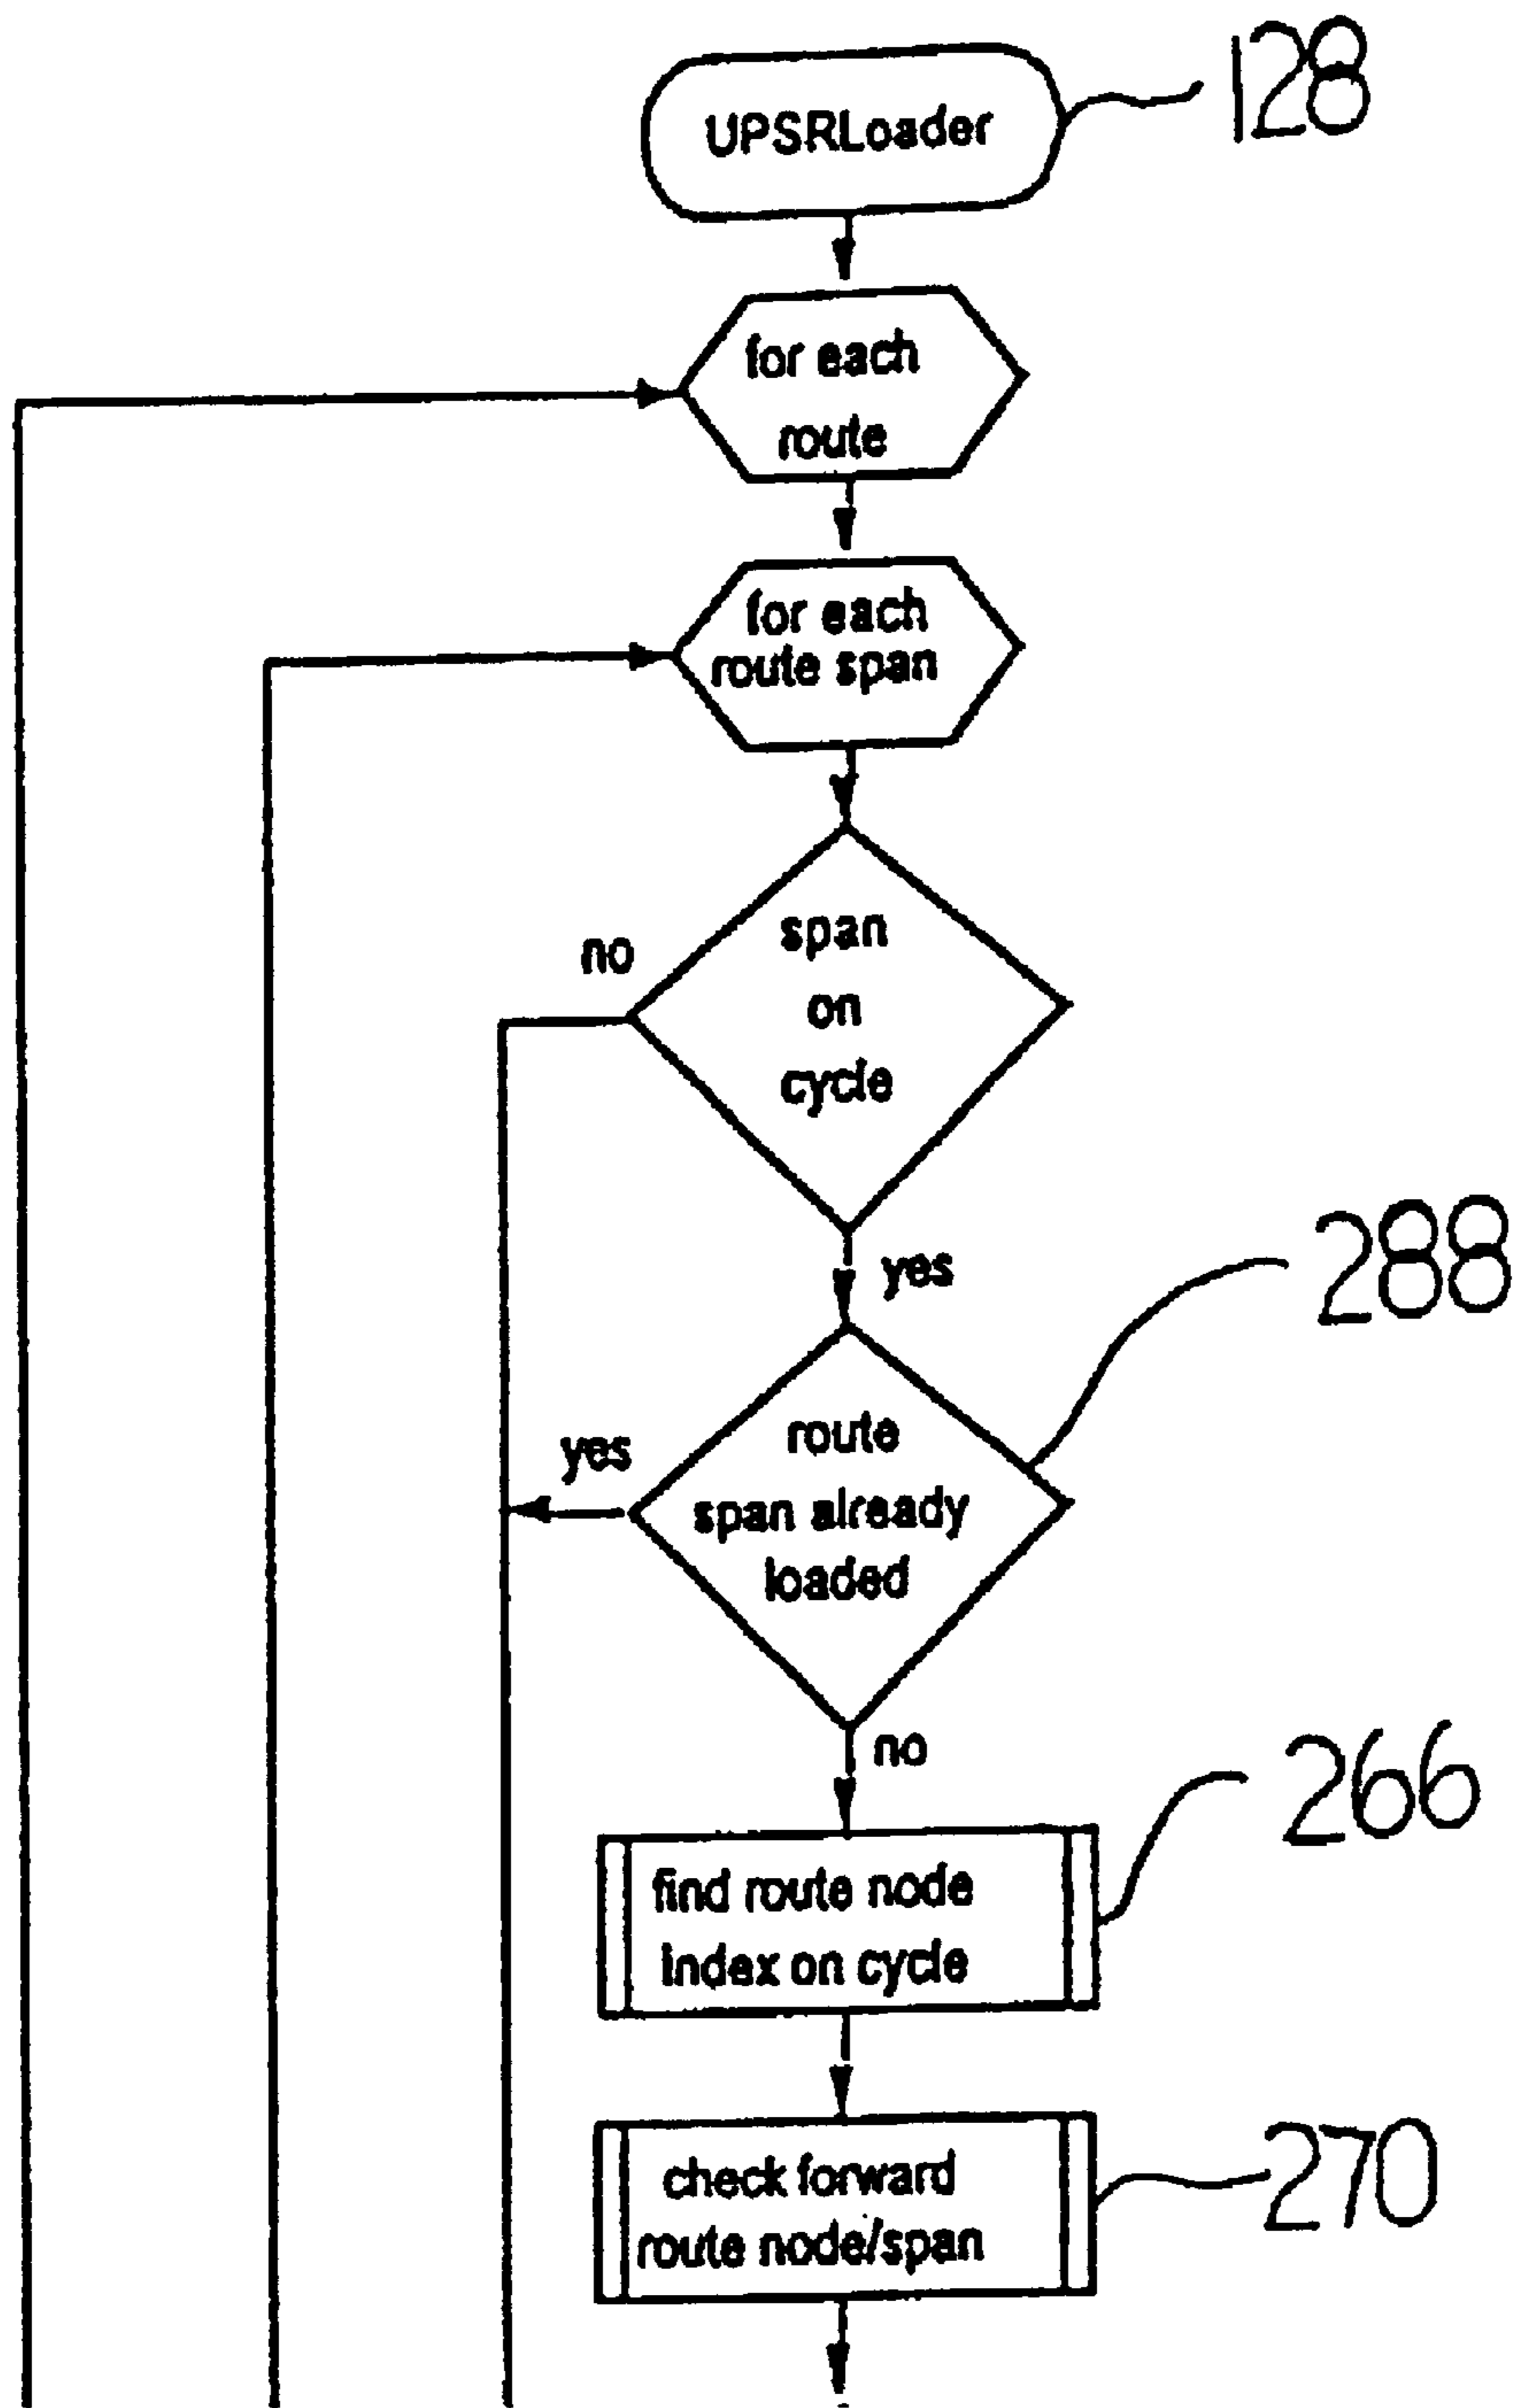 UPSRLoader
128
for each
route
for each
route span
span
on
cycle
no
yes
288
route
span already
loaded
yes
no
266
find route node
index on cycle
270
check forward
route node/span